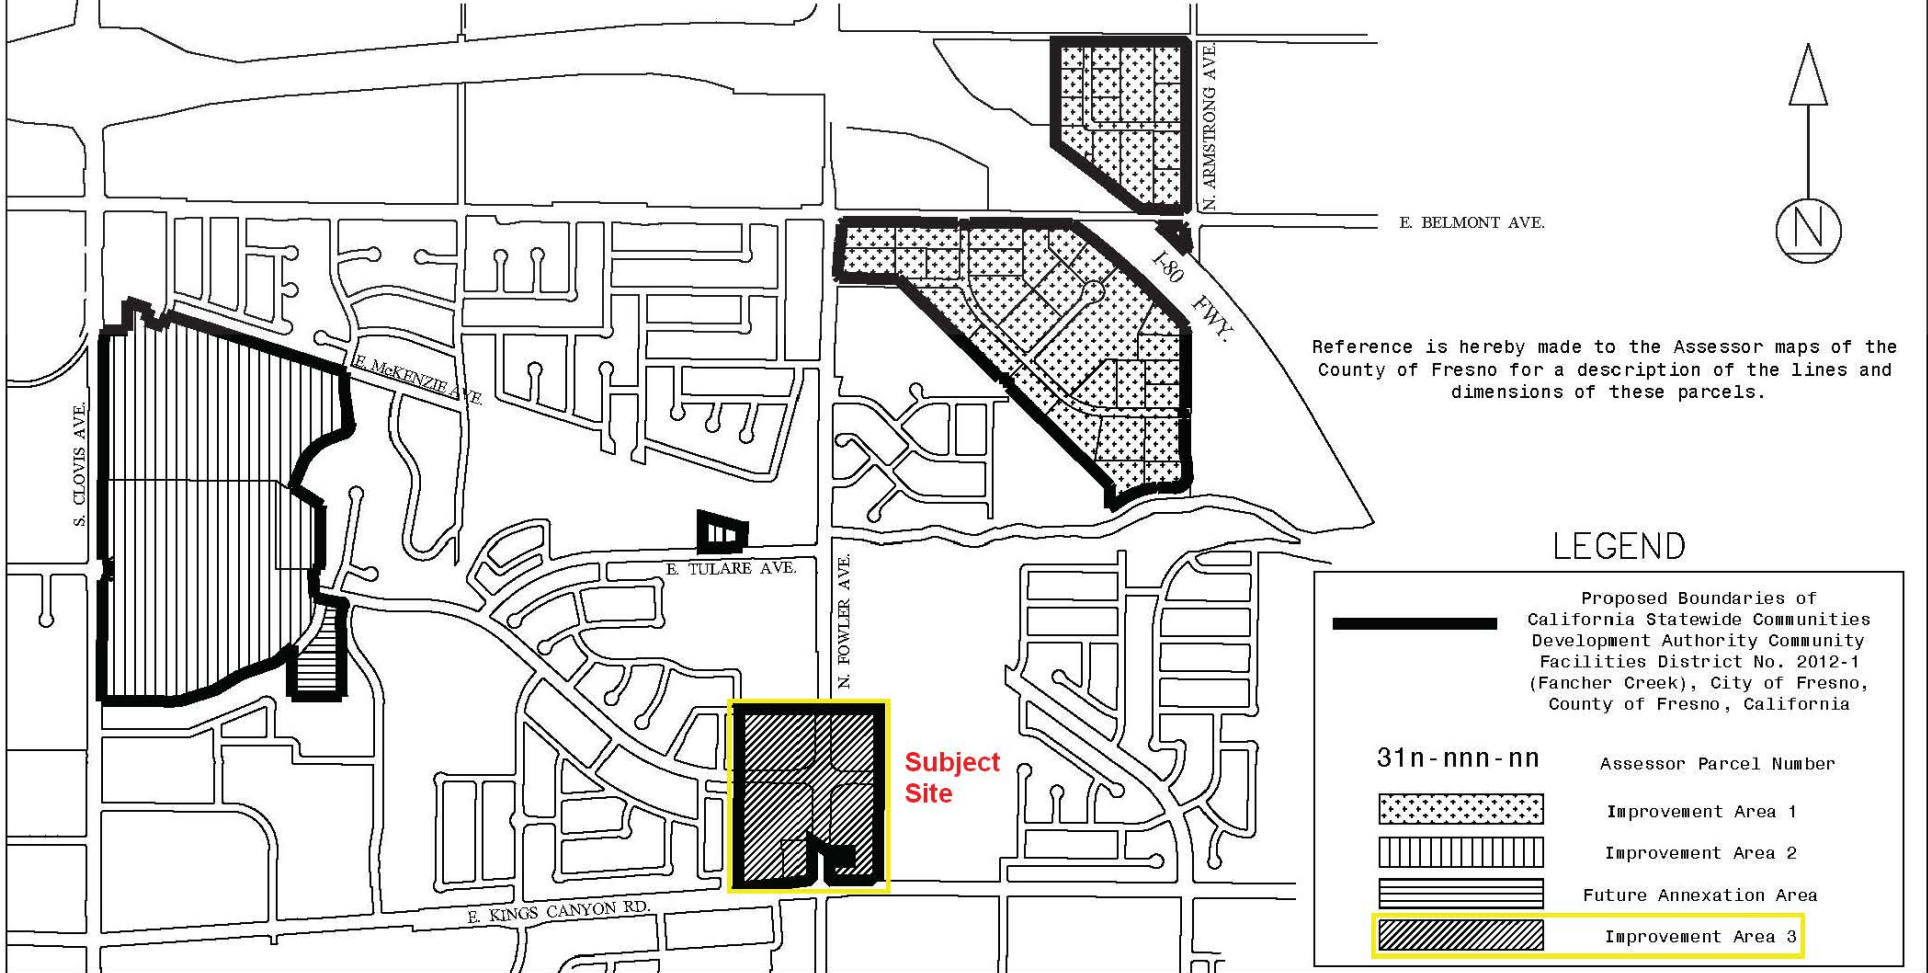 N. ARMSTRONG AVE.
E. BELMONT AVE.
N
I-80 FWY.
Reference is hereby made to the Assessor maps of the
County of Fresno for a description of the lines and
dimensions of these parcels.
E. McKENZIE AVE.
S. CLOVIS AVE.
E. TULARE AVE.
N. FOWLER AVE.
Subject
Site
E. KINGS CANYON RD.
LEGEND
Proposed Boundaries of
California Statewide Communities
Development Authority Community
Facilities District No. 2012-1
(Fancher Creek), City of Fresno,
County of Fresno, California
31n-nnn-nn Assessor Parcel Number
Improvement Area 1
Improvement Area 2
Future Annexation Area
Improvement Area 3